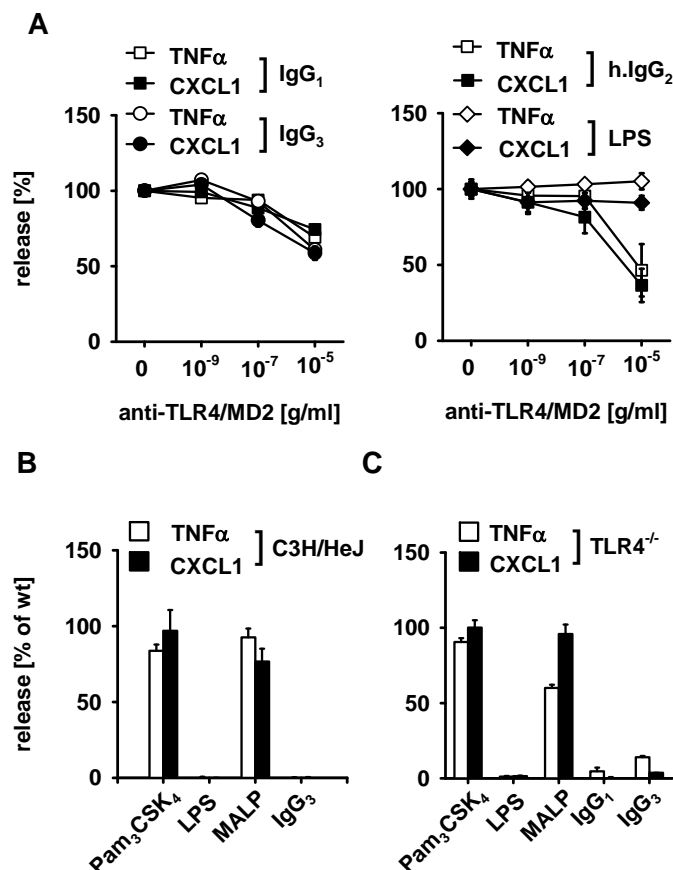 A
TNFα
CXCL1
IgG1
TNFα
CXCL1
IgG3
150
100
50
0
release [%]
0 10^-9 10^-7 10^-5
anti-TLR4/MD2 [g/ml]
TNFα
CXCL1
h.IgG2
TNFα
CXCL1
LPS
150
100
50
0
0 10^-9 10^-7 10^-5
anti-TLR4/MD2 [g/ml]
B
TNFα
CXCL1
C3H/HeJ
150
100
50
0
release [% of wt]
Pam3CSK4
LPS
MALP
IgG3
C
TNFα
CXCL1
TLR4-/-
150
100
50
0
Pam3CSK4
LPS
MALP
IgG1
IgG3